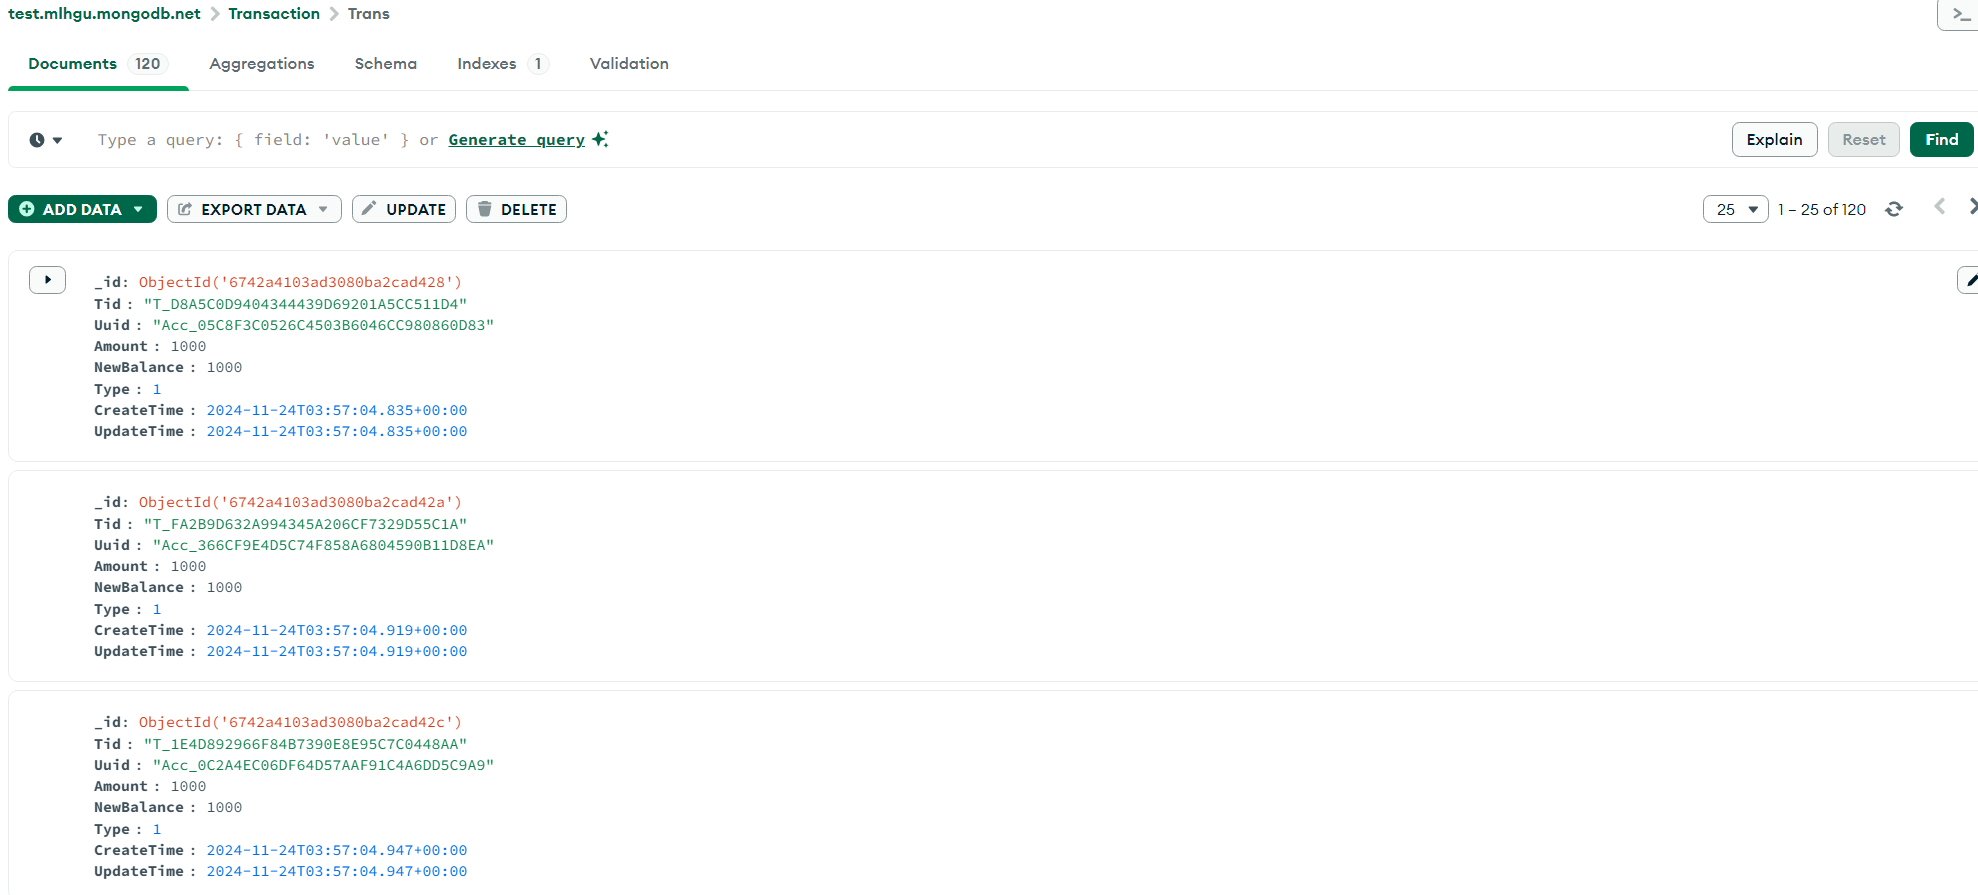 test.mlhgu.mongodb.net > Transaction > Trans
>_
Documents 120 Aggregations Schema Indexes 1 Validation
Type a query: { field: 'value' } or Generate query
Explain Reset Find
ADD DATA EXPORT DATA UPDATE DELETE
25 1 – 25 of 120
_id: ObjectId('6742a4103ad3080ba2cad428')
Tid : "T_D8A5C0D9404344439D69201A5CC511D4"
Uuid : "Acc_05C8F3C0526C4503B6046CC980860D83"
Amount : 1000
NewBalance : 1000
Type : 1
CreateTime : 2024-11-24T03:57:04.835+00:00
UpdateTime : 2024-11-24T03:57:04.835+00:00
_id: ObjectId('6742a4103ad3080ba2cad42a')
Tid : "T_FA2B9D632A994345A206CF7329D55C1A"
Uuid : "Acc_366CF9E4D5C74F858A6804590B11D8EA"
Amount : 1000
NewBalance : 1000
Type : 1
CreateTime : 2024-11-24T03:57:04.919+00:00
UpdateTime : 2024-11-24T03:57:04.919+00:00
_id: ObjectId('6742a4103ad3080ba2cad42c')
Tid : "T_1E4D892966F84B7390E8E95C7C0448AA"
Uuid : "Acc_0C2A4EC06DF64D57AAF91C4A6DD5C9A9"
Amount : 1000
NewBalance : 1000
Type : 1
CreateTime : 2024-11-24T03:57:04.947+00:00
UpdateTime : 2024-11-24T03:57:04.947+00:00